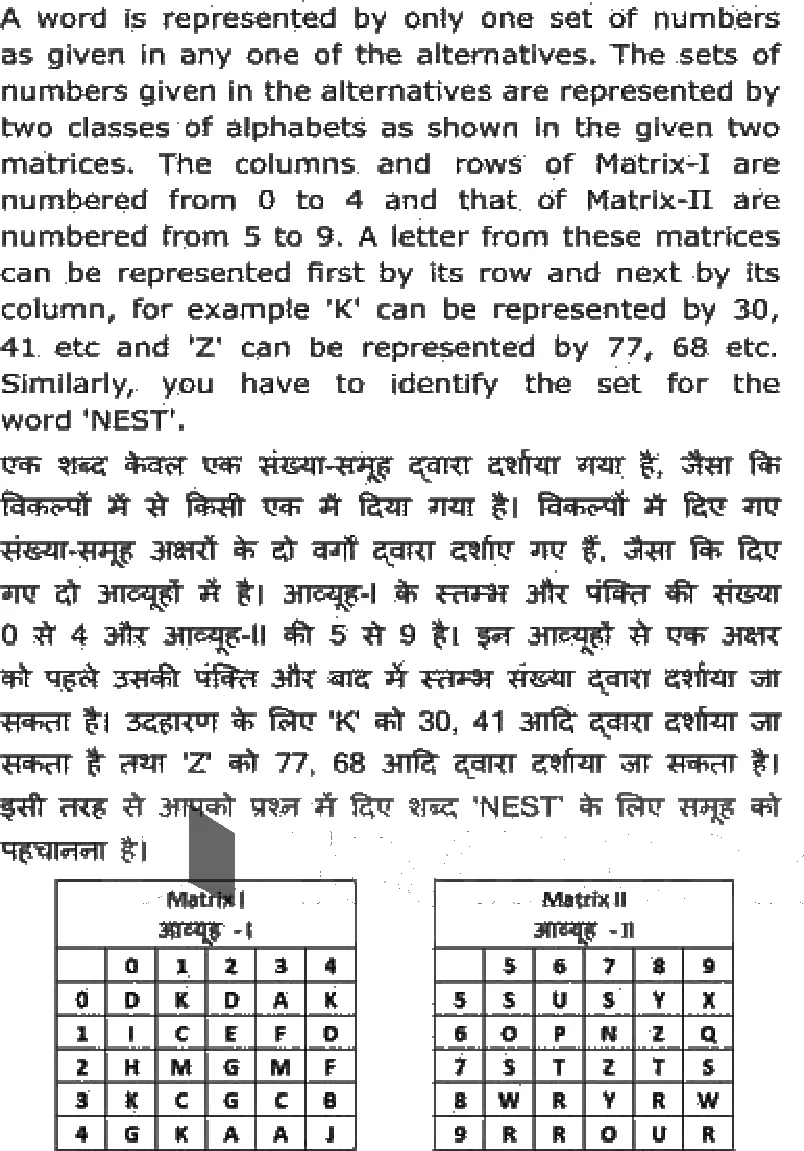 A word is represented by only one set of numbers
as given in any one of the alternatives. The sets of
numbers given in the alternatives are represented by
two classes of alphabets as shown in the given two
matrices. The columns and rows of Matrix-I are
numbered from 0 to 4 and that of Matrix-II are
numbered from 5 to 9. A letter from these matrices
can be represented first by its row and next by its
column, for example 'K' can be represented by 30,
41 etc and 'Z' can be represented by 77, 68 etc.
Similarly, you have to identify the set for the
word 'NEST'.
एक शब्द केवल एक संख्या-समूह द्वारा दर्शाया गया है, जैसा कि
विकल्पों में से किसी एक में दिया गया है। विकल्पों में दिए गए
संख्या-समूह अक्षरों के दो वर्गों द्वारा दर्शाए गए हैं, जैसा कि दिए
गए दो आव्यूहों में है। आव्यूह-I के स्तम्भ और पंक्ति की संख्या
0 से 4 और आव्यूह-II की 5 से 9 है। इन आव्यूहों से एक अक्षर
को पहले उसकी पंक्ति और बाद में स्तम्भ संख्या द्वारा दर्शाया जा
सकता है। उदहारण के लिए 'K' को 30, 41 आदि द्वारा दर्शाया जा
सकता है तथा 'Z' को 77, 68 आदि द्वारा दर्शाया जा सकता है।
इसी तरह से आपको प्रश्न में दिए शब्द 'NEST' के लिए समूह को
पहचानना है।
Matrix I
आव्यूह - I
0 1 2 3 4
0 D K D A K
1 I C E F D
2 H M G M F
3 K C G C B
4 G K A A J
Matrix II
आव्यूह - II
5 6 7 8 9
5 S U S Y X
6 O P N Z Q
7 S T Z T S
8 W R Y R W
9 R R O U R